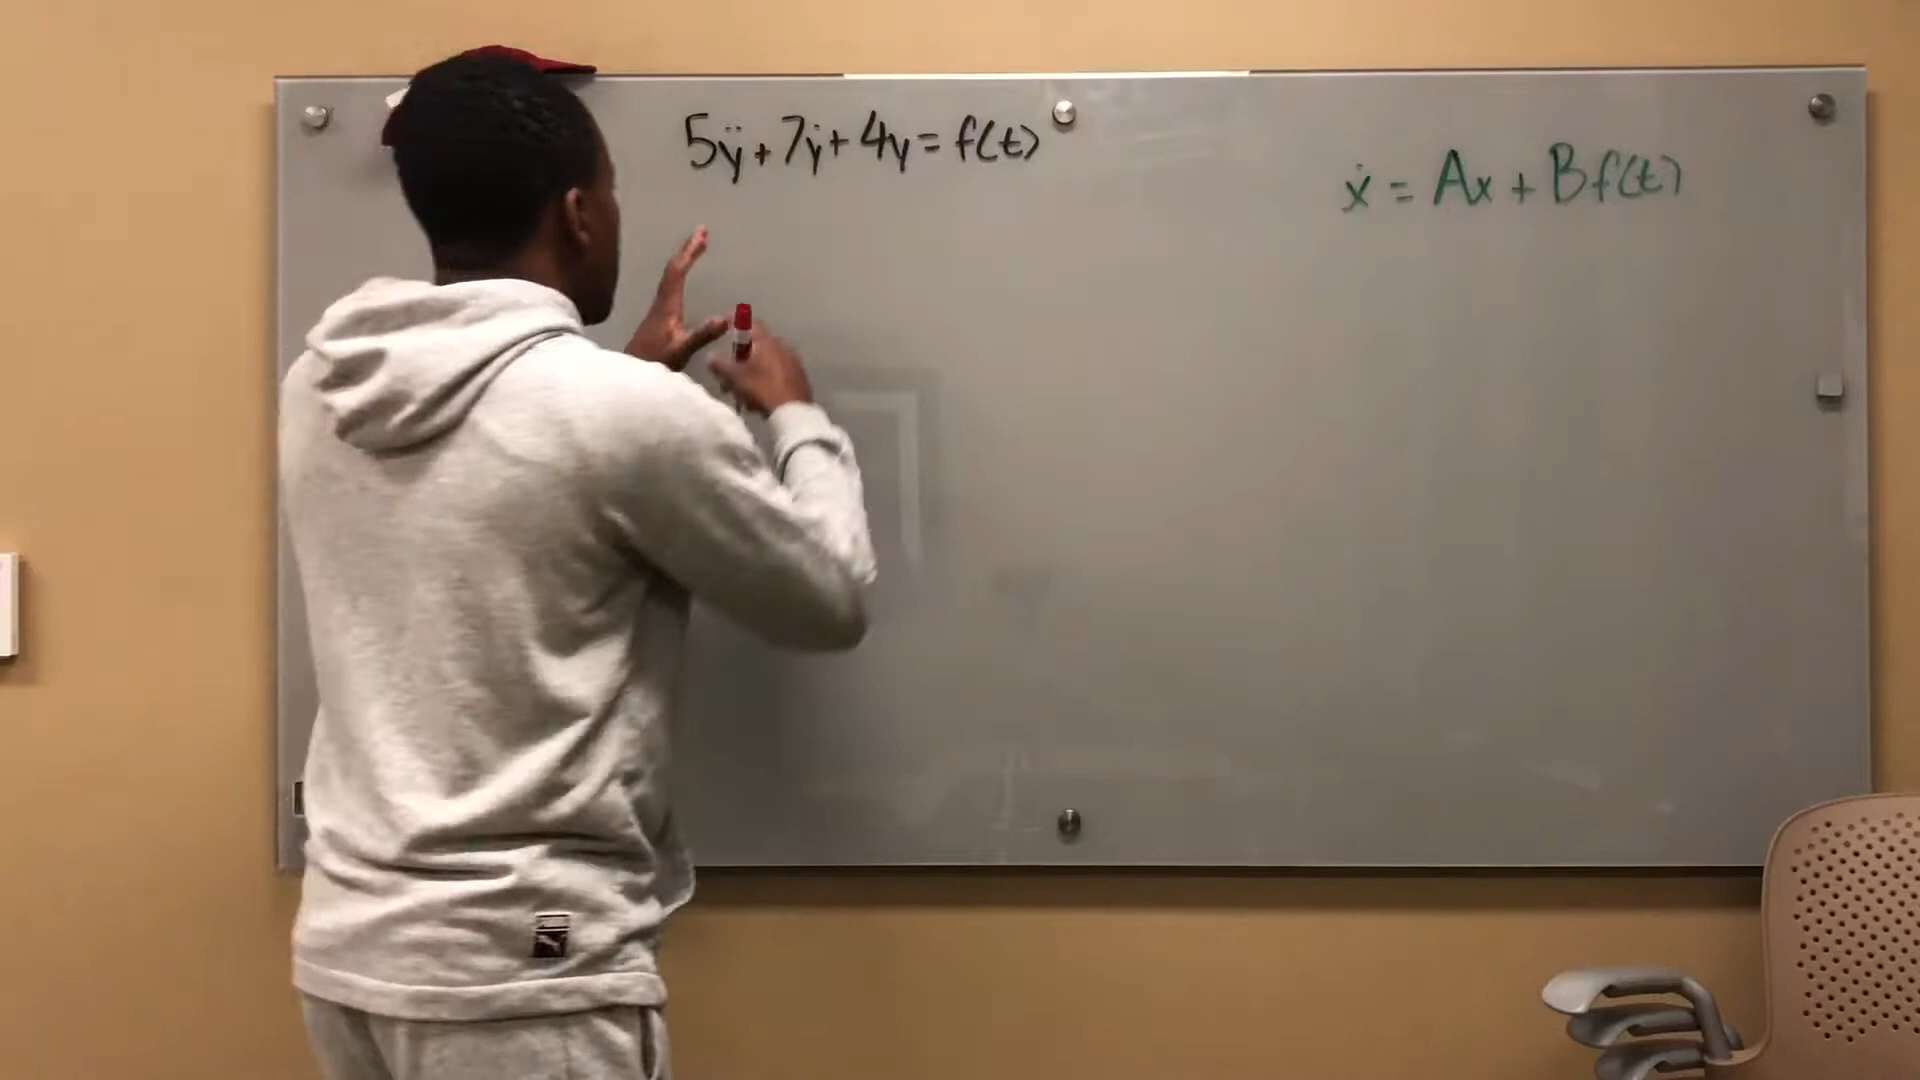 5ÿ+7ẏ+4y=f(t)
ẋ = Ax + Bf(t)